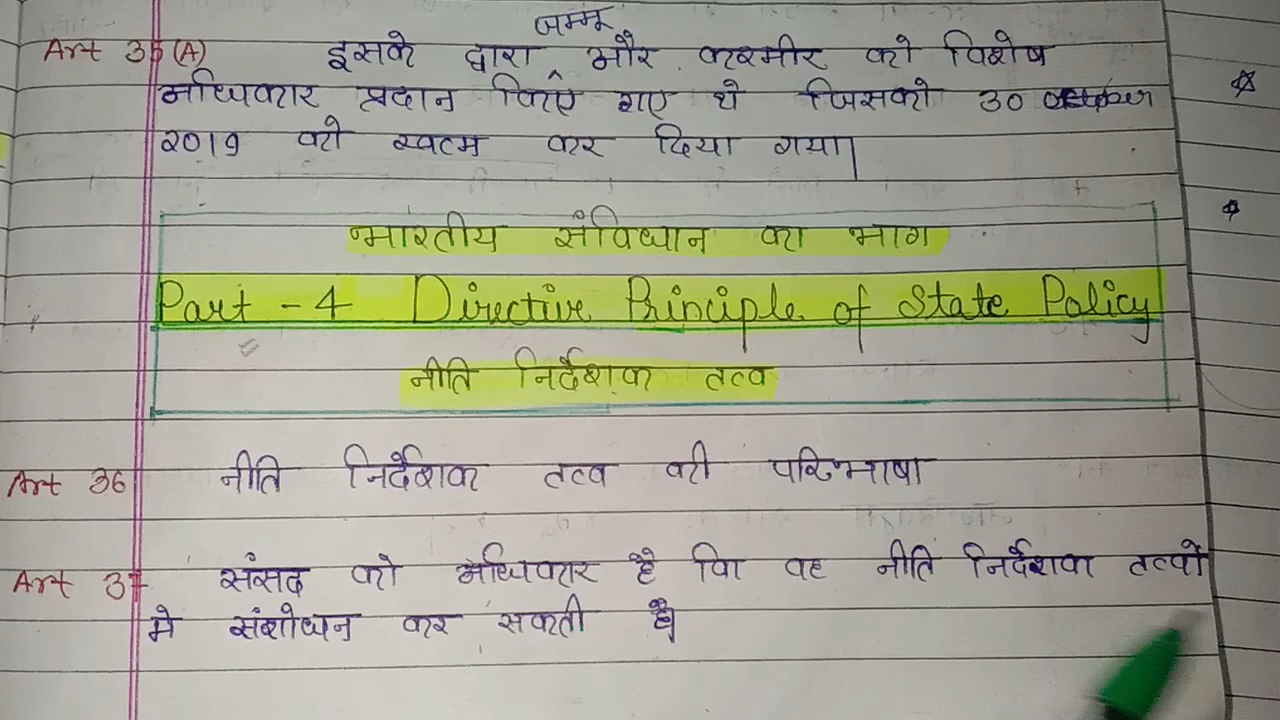 जम्मू
Art 35(A) इसके द्वारा ^ और कश्मीर को विशेष
अधिकार प्रदान किए गए थे जिसको 30
2019 को खत्म कर दिया गया।
भारतीय संविधान का भाग
Part - 4 Directive Principle of State Policy
नीति निर्देशक तत्व
Art 36 नीति निर्देशक तत्व की परिभाषा
Art 37 संसद को अधिकार है कि वह नीति निर्देशक तत्वो
मे संशोधन कर सकती है।